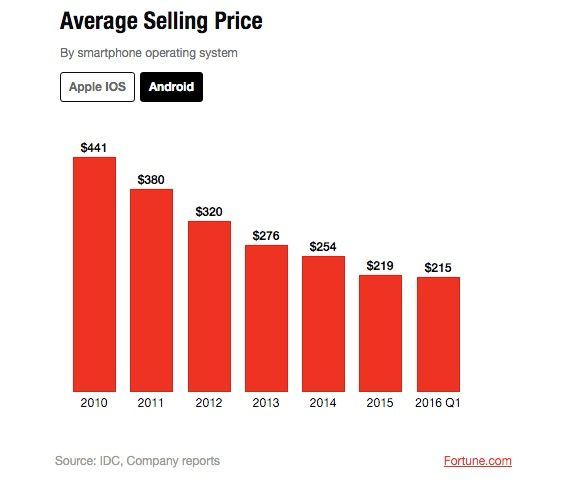 Average Selling Price
By smartphone operating system
Apple IOS Android
$441
$380
$320
$276
$254
$219
$215
2010 2011 2012 2013 2014 2015 2016 Q1
Source: IDC, Company reports Fortune.com